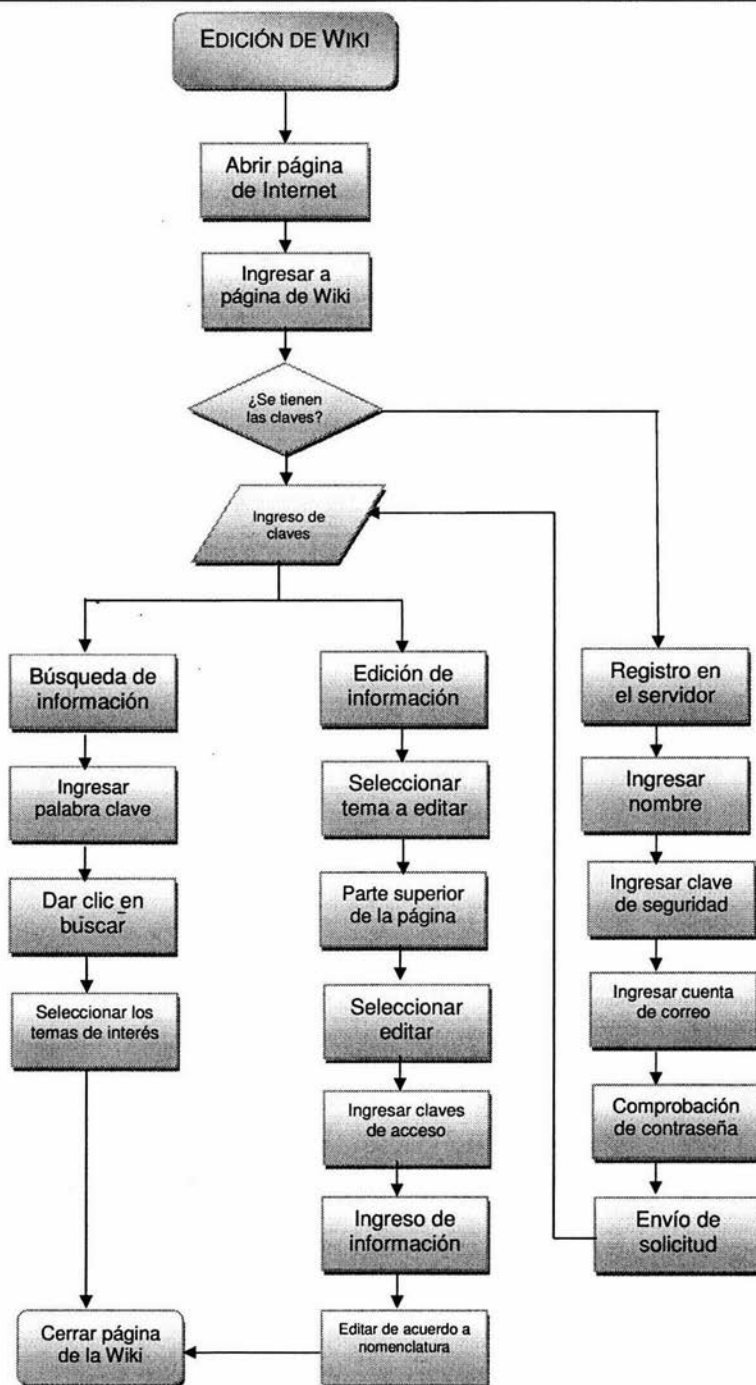 EDICIÓN DE WIKI
Abrir página
de Internet
Ingresar a
página de Wiki
¿Se tienen
las claves?
Ingreso de
claves
Búsqueda de
información
Ingresar
palabra clave
Dar clic en
buscar
Seleccionar los
temas de interés
Edición de
información
Seleccionar
tema a editar
Parte superior
de la página
Seleccionar
editar
Ingresar claves
de acceso
Ingreso de
información
Editar de acuerdo a
nomenclatura
Registro en
el servidor
Ingresar
nombre
Ingresar clave
de seguridad
Ingresar cuenta
de correo
Comprobación
de contraseña
Envío de
solicitud
Cerrar página
de la Wiki